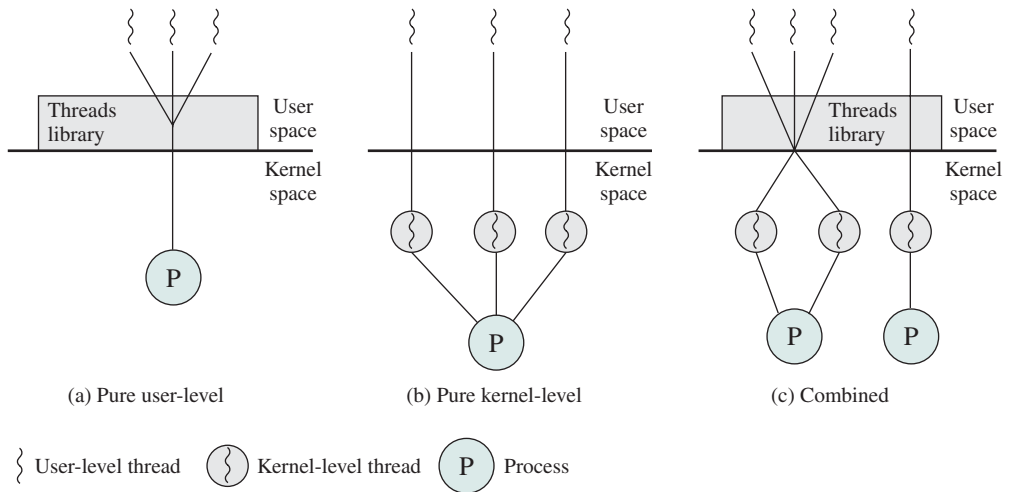 Threads
library
User
space
Kernel
space
P
(a) Pure user-level
User
space
Kernel
space
P
(b) Pure kernel-level
Threads
library
User
space
Kernel
space
P
P
(c) Combined
User-level thread
Kernel-level thread
P
Process